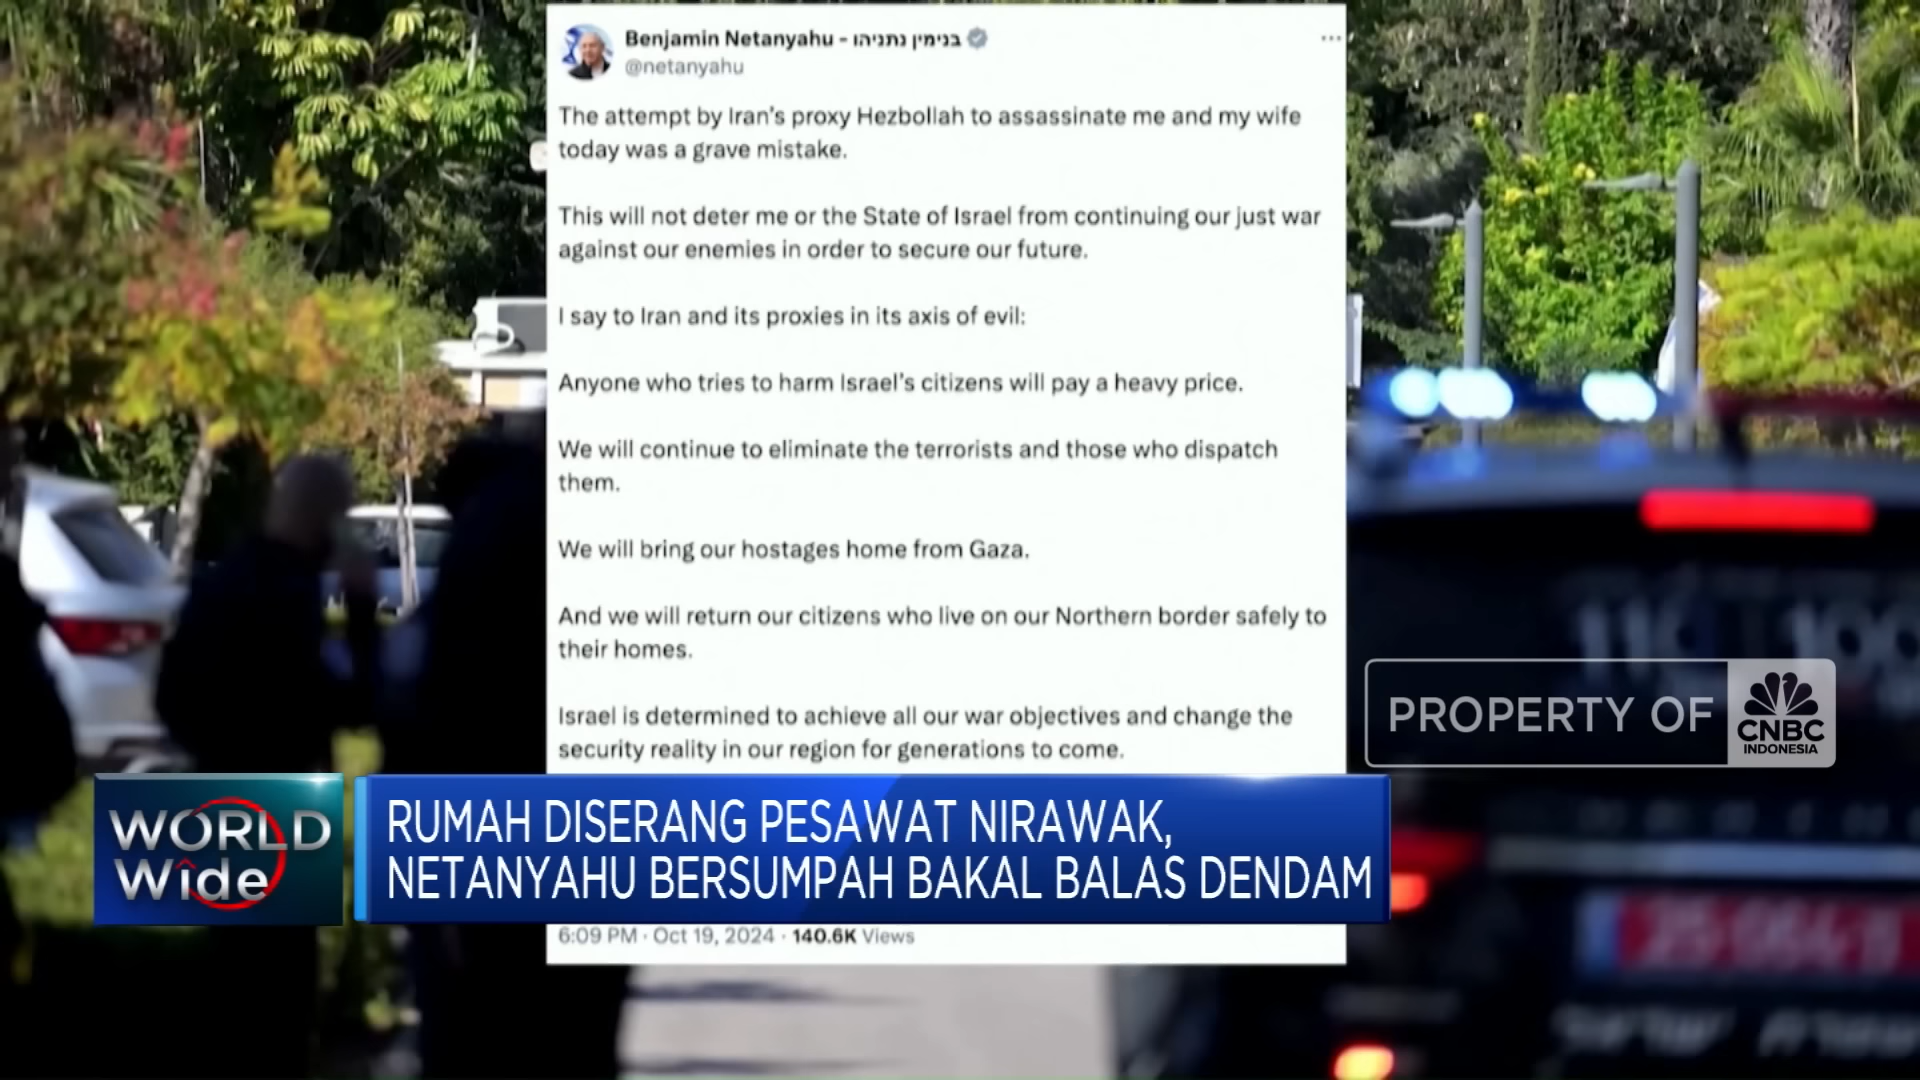 Benjamin Netanyahu - בנימין נתניהו
@netanyahu
The attempt by Iran's proxy Hezbollah to assassinate me and my wife
today was a grave mistake.
This will not deter me or the State of Israel from continuing our just war
against our enemies in order to secure our future.
I say to Iran and its proxies in its axis of evil:
Anyone who tries to harm Israel's citizens will pay a heavy price.
We will continue to eliminate the terrorists and those who dispatch
them.
We will bring our hostages home from Gaza.
And we will return our citizens who live on our Northern border safely to
their homes.
Israel is determined to achieve all our war objectives and change the
security reality in our region for generations to come.
PROPERTY OF CNBC INDONESIA
WORLD Wide
RUMAH DISERANG PESAWAT NIRAWAK,
NETANYAHU BERSUMPAH BAKAL BALAS DENDAM
6:09 PM · Oct 19, 2024 · 140.6K Views